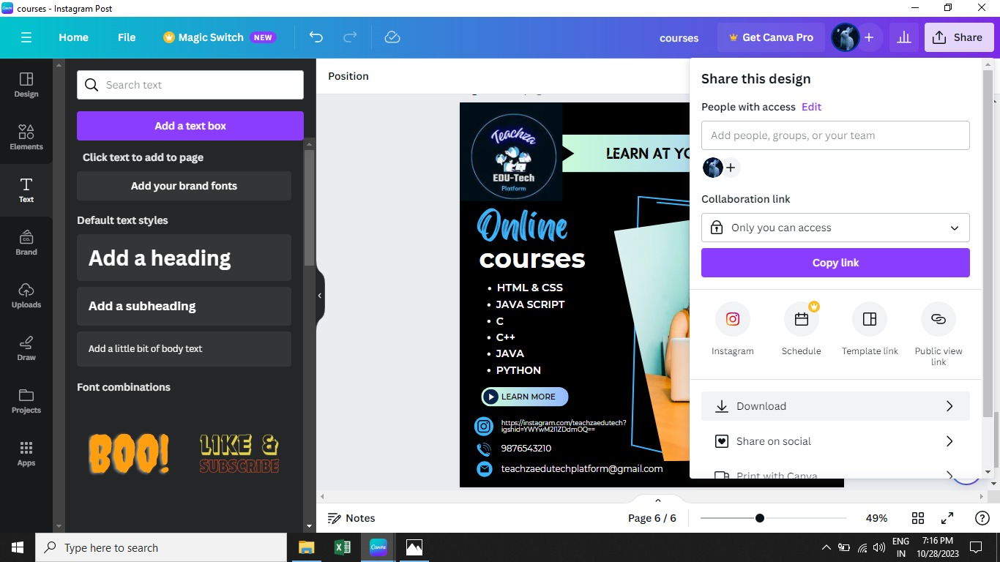 courses - Instagram Post
Home
File
Magic Switch NEW
courses
Get Canva Pro
Share
Design
Elements
Text
Brand
Uploads
Draw
Projects
Apps
Search text
Add a text box
Click text to add to page
Add your brand fonts
Default text styles
Add a heading
Add a subheading
Add a little bit of body text
Font combinations
BOO!
LIKE &
SUBSCRIBE
CO.
Position
Teachza
EDU-Tech
Platform
LEARN AT YO
Online
courses
• HTML & CSS
• JAVA SCRIPT
• C
• C++
• JAVA
• PYTHON
LEARN MORE
https://instagram.com/teachzaedutech?
9876543210
teachzaedutechplatform@gmail.com
Share this design
People with access Edit
Add people, groups, or your team
Collaboration link
Only you can access
Copy link
Instagram
Schedule
Template link
Public view
link
Download
Share on social
Print with Canva
Notes
Page 6 / 6
49%
Type here to search
Canva
ENG
IN
7:16 PM
10/28/2023